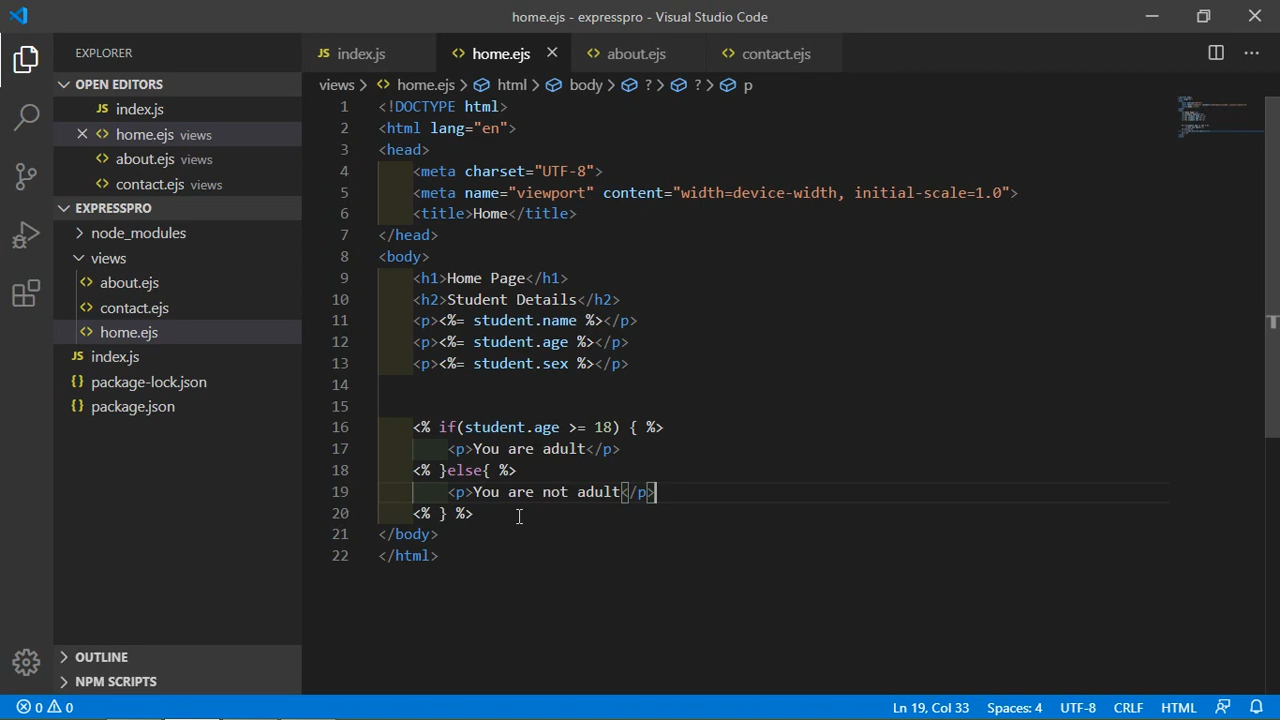 home.ejs - expresspro - Visual Studio Code
EXPLORER
OPEN EDITORS
index.js
home.ejs views
about.ejs views
contact.ejs views
EXPRESSPRO
node_modules
views
about.ejs
contact.ejs
home.ejs
index.js
package-lock.json
package.json
OUTLINE
NPM SCRIPTS
index.js
home.ejs
about.ejs
contact.ejs
views > home.ejs > html > body > ? > ? > p
1 <!DOCTYPE html>
2 <html lang="en">
3 <head>
4 <meta charset="UTF-8">
5 <meta name="viewport" content="width=device-width, initial-scale=1.0">
6 <title>Home</title>
7 </head>
8 <body>
9 <h1>Home Page</h1>
10 <h2>Student Details</h2>
11 <p><%= student.name %></p>
12 <p><%= student.age %></p>
13 <p><%= student.sex %></p>
14
15
16 <% if(student.age >= 18) { %>
17 <p>You are adult</p>
18 <% }else{ %>
19 <p>You are not adult</p>
20 <% } %>
21 </body>
22 </html>
0 0
Ln 19, Col 33
Spaces: 4
UTF-8
CRLF
HTML